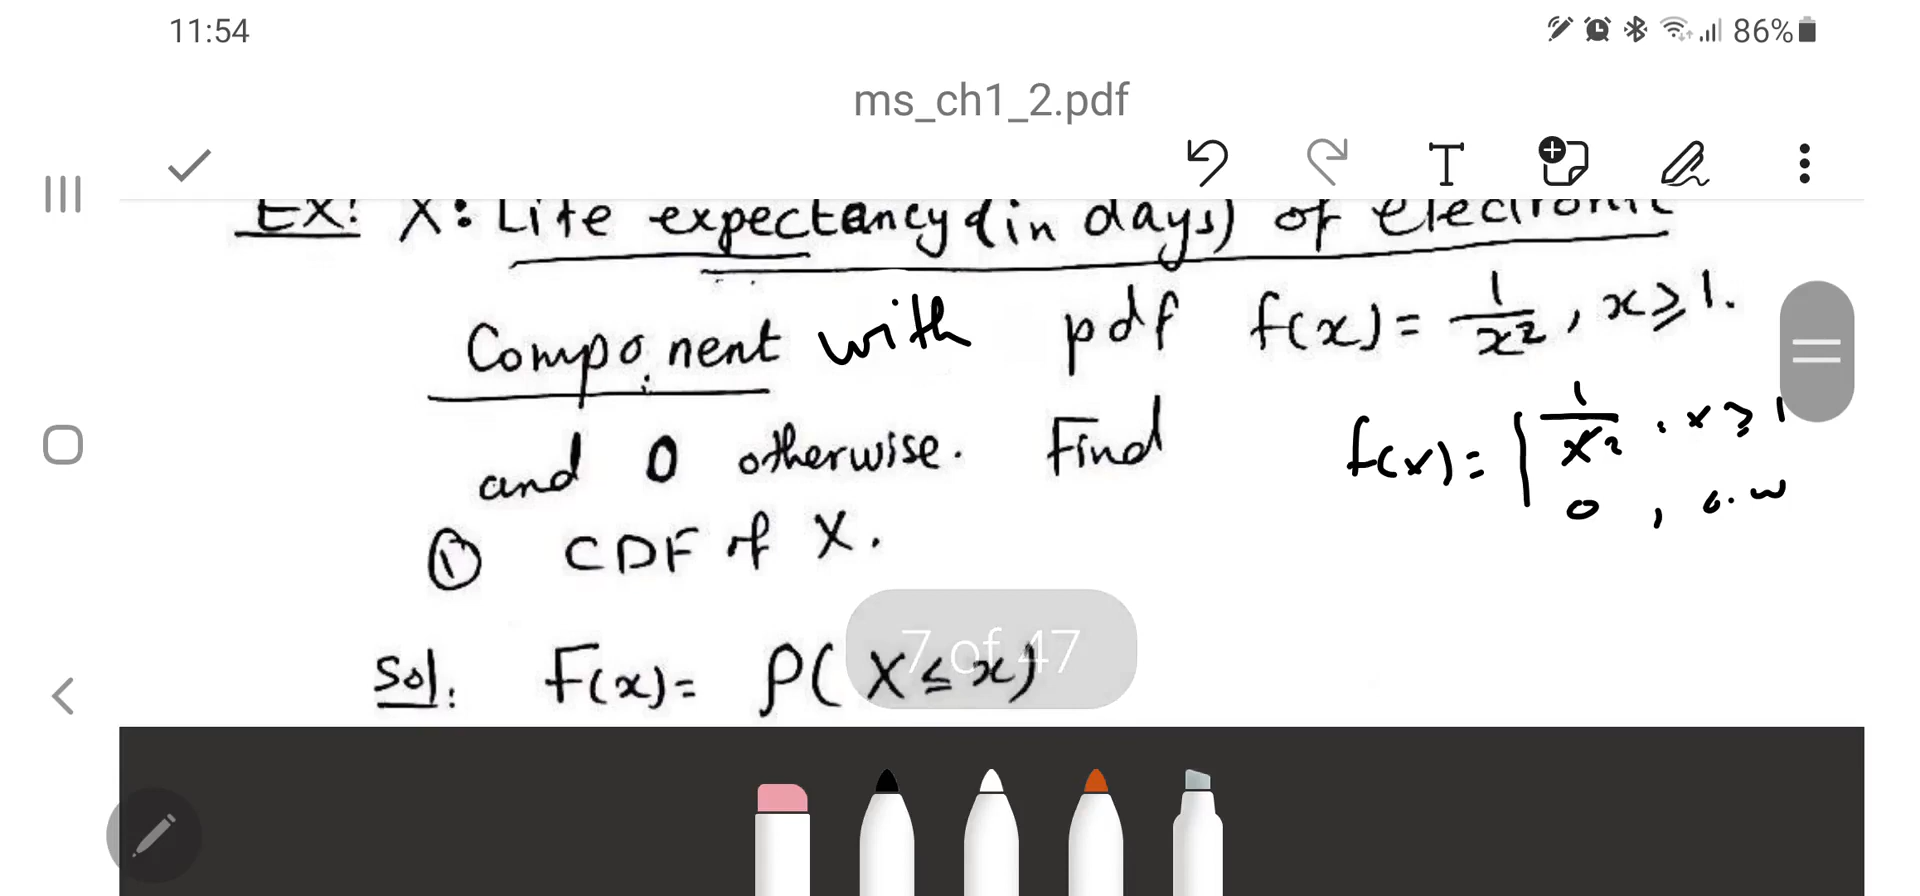 11:54 86%
ms_ch1_2.pdf
T
EX: X: Life expectancy (in days) of electronic
Component with pdf f(x) = 1/x², x ≥ 1.
and 0 otherwise. Find
f(x) = { 1/x² , x ≥ 1
0 , o.w
① CDF of X.
7 of 47
Sol: F(x) = P(X ≤ x)